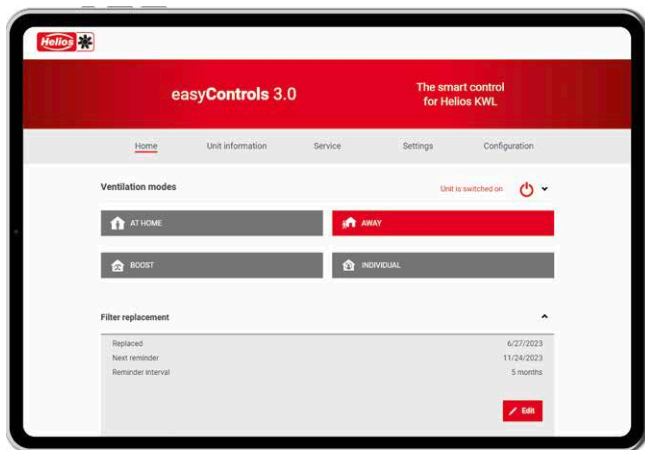 Helios
easyControls 3.0
The smart control
for Helios KWL
Home Unit information Service Settings Configuration
Ventilation modes Unit is switched on
AT HOME AWAY
BOOST INDIVIDUAL
Filter replacement
Replaced 6/27/2023
Next reminder 11/24/2023
Reminder interval 5 months
Edit